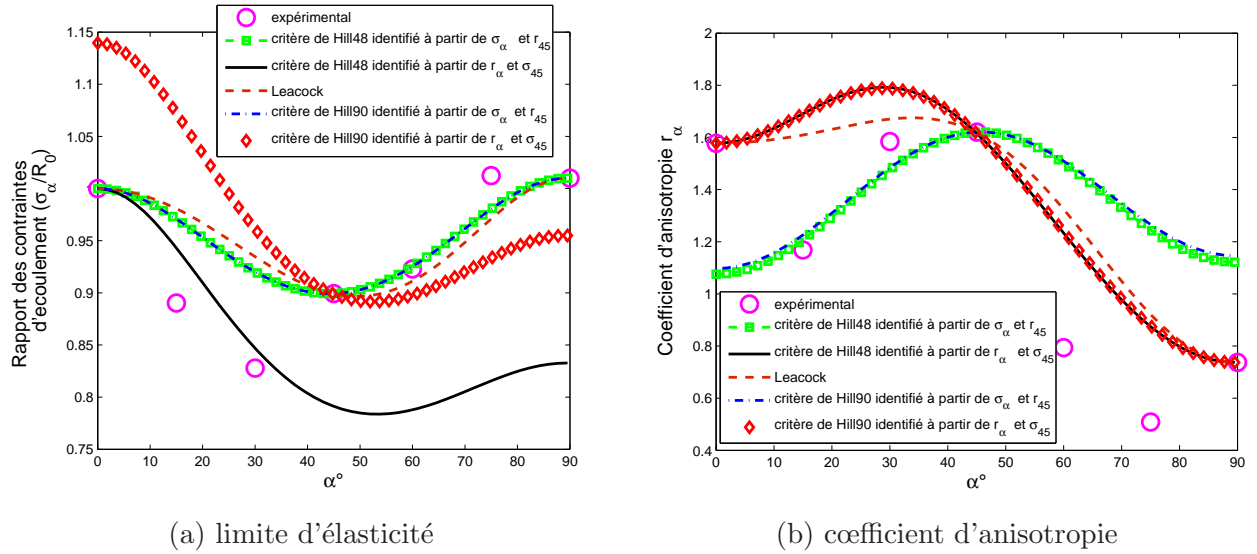 1.15
1.1
1.05
1
0.95
0.9
0.85
0.8
0.75
0 10 20 30 40 50 60 70 80 90
α°
Rapport des contraintes
d'écoulement (σα/R0)
expérimental
critère de Hill48 identifié à partir de σα et r45
critère de Hill48 identifié à partir de rα et σ45
Leacock
critère de Hill90 identifié à partir de σα et r45
critère de Hill90 identifié à partir de rα et σ45
(a) limite d'élasticité
2
1.8
1.6
1.4
1.2
1
0.8
0.6
0.4
0 10 20 30 40 50 60 70 80 90
α°
Coefficient d'anisotropie rα
expérimental
critère de Hill48 identifié à partir de σα et r45
critère de Hill48 identifié à partir de rα et σ45
Leacock
critère de Hill90 identifié à partir de σα et r45
critère de Hill90 identifié à partir de rα et σ45
(b) cœfficient d'anisotropie